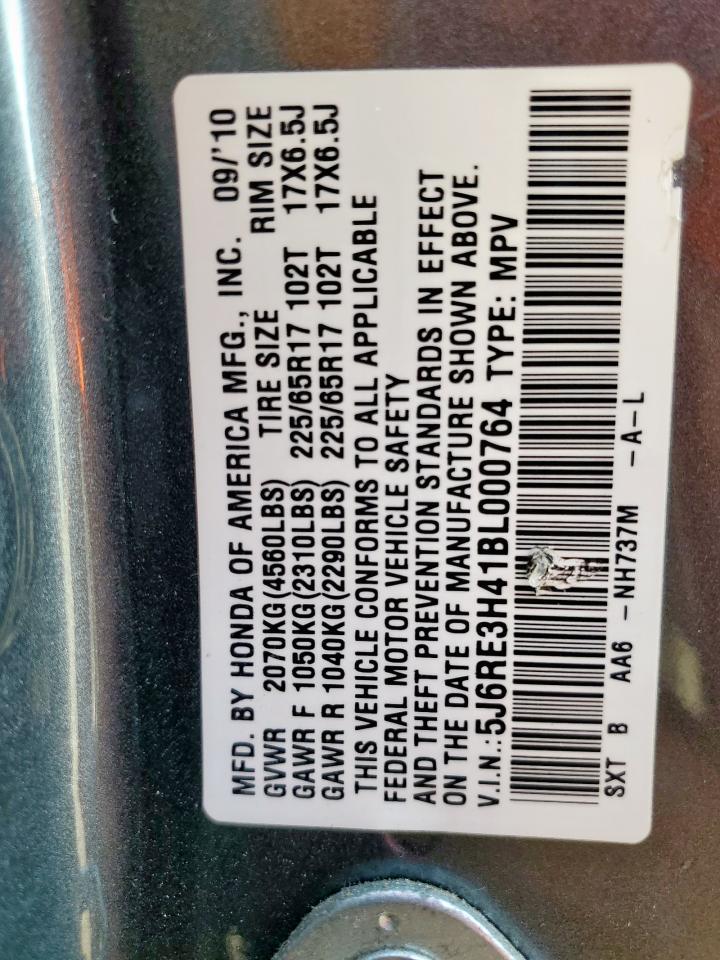 MFD. BY HONDA OF AMERICA MFG., INC. 09/'10
GVWR 2070KG(4560LBS) TIRE SIZE RIM SIZE
GAWR F 1050KG(2310LBS) 225/65R17 102T 17X6.5J
GAWR R 1040KG(2290LBS) 225/65R17 102T 17X6.5J
THIS VEHICLE CONFORMS TO ALL APPLICABLE
FEDERAL MOTOR VEHICLE SAFETY
AND THEFT PREVENTION STANDARDS IN EFFECT
ON THE DATE OF MANUFACTURE SHOWN ABOVE.
V.I.N.:5J6RE3H41BL000764 TYPE: MPV
SXT B AA6 -NH737M -A-L